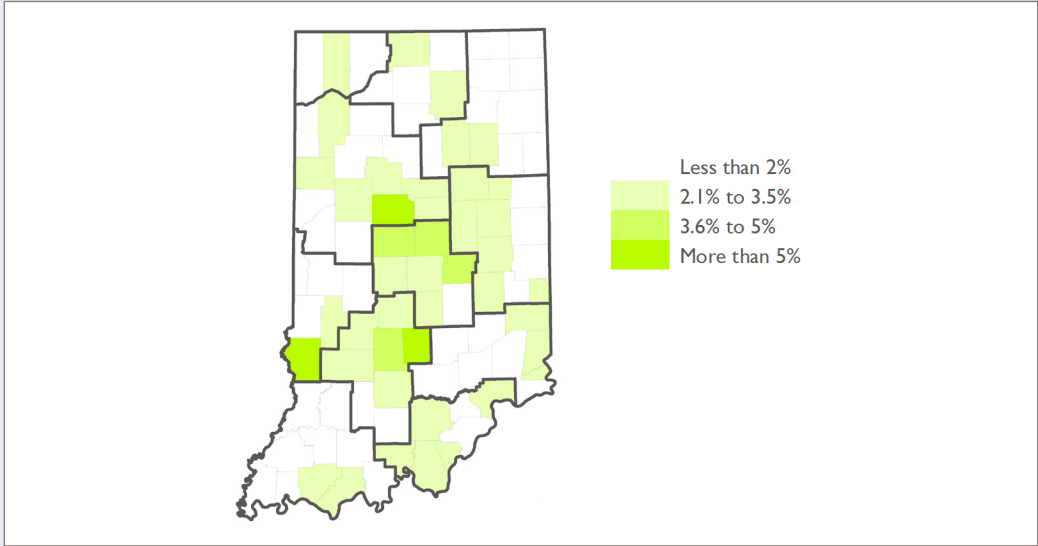 Less than 2%
2.1% to 3.5%
3.6% to 5%
More than 5%